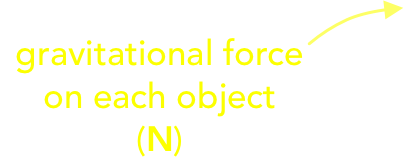 gravitational force
on each object
(N)